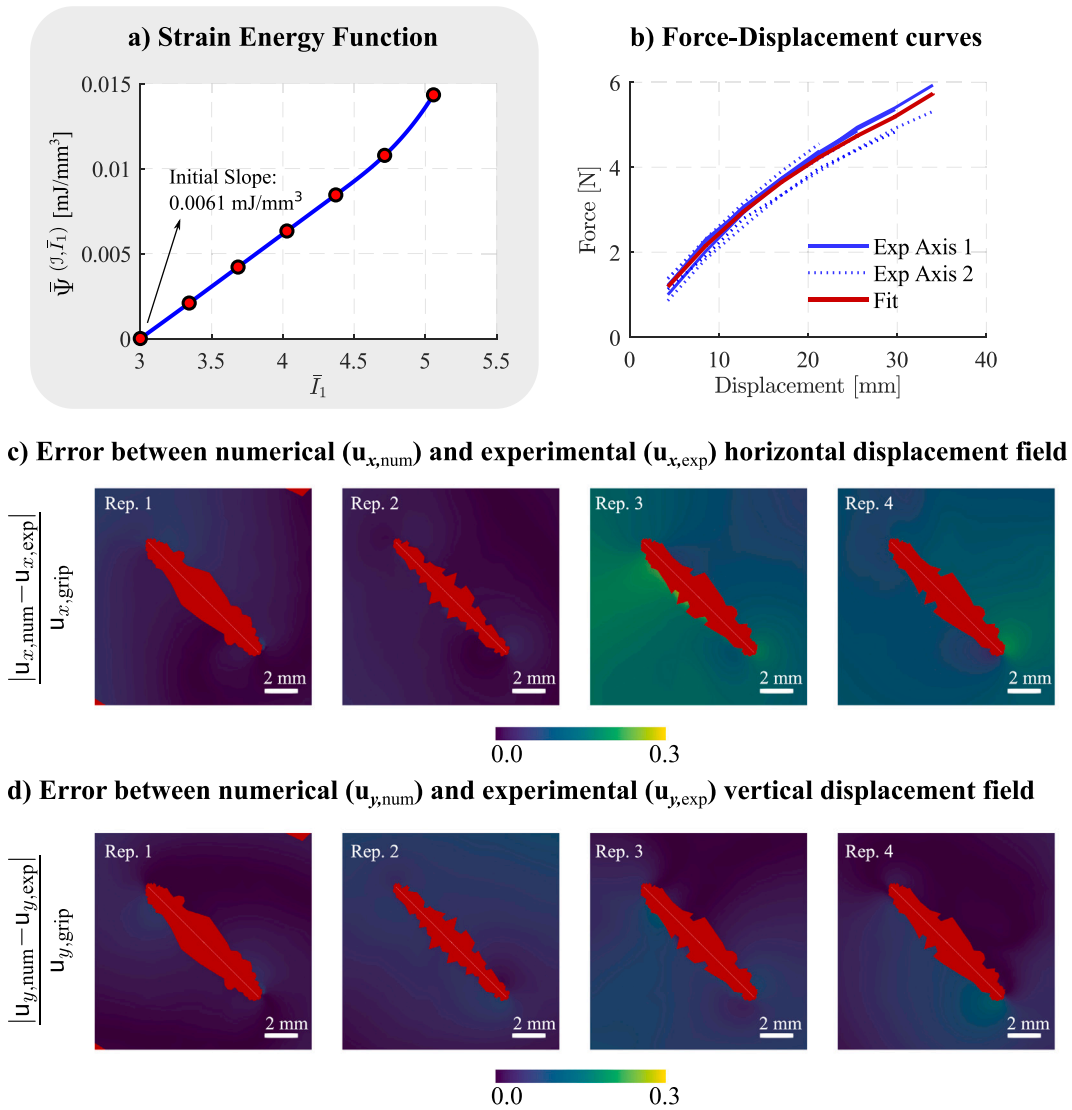 a) Strain Energy Function
0.015
0.01
0.005
0
3
3.5
4
4.5
5
5.5
Ψ̄ (J,Ī₁) [mJ/mm³]
Ī₁
Initial Slope:
0.0061 mJ/mm³
b) Force-Displacement curves
6
4
2
0
0
10
20
30
40
Force [N]
Displacement [mm]
Exp Axis 1
Exp Axis 2
Fit
c) Error between numerical (uₓ,num) and experimental (uₓ,exp) horizontal displacement field
|uₓ,num − uₓ,exp|
uₓ,grip
Rep. 1
2 mm
Rep. 2
2 mm
Rep. 3
2 mm
Rep. 4
2 mm
0.0
0.3
d) Error between numerical (u_y,num) and experimental (u_y,exp) vertical displacement field
|u_y,num − u_y,exp|
u_y,grip
Rep. 1
2 mm
Rep. 2
2 mm
Rep. 3
2 mm
Rep. 4
2 mm
0.0
0.3